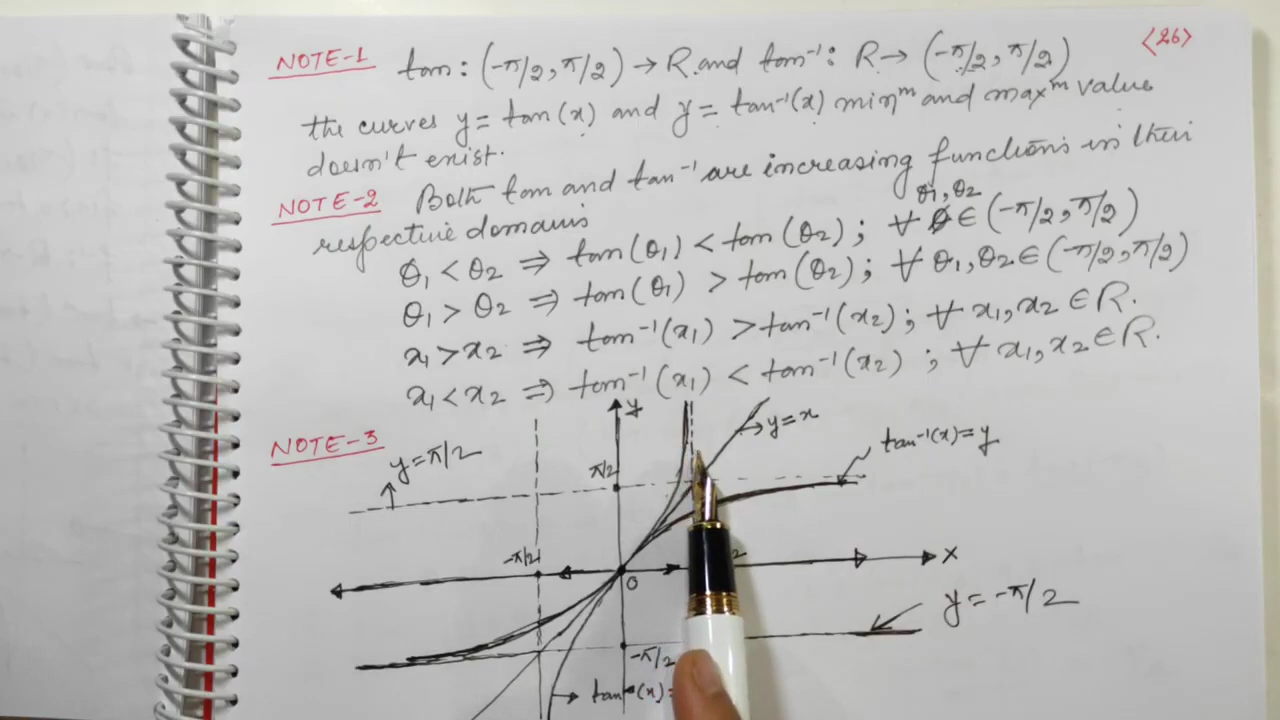 <26>
NOTE-1 tan : (-π/2, π/2) → R and tan⁻¹ : R → (-π/2, π/2)
the curves y = tan(x) and y = tan⁻¹(x) minᵐ and maxᵐ value
doesn't exist.
NOTE-2 Both tan and tan⁻¹ are increasing functions in their
respective domains
θ1, θ2
θ₁ < θ₂ ⇒ tan(θ₁) < tan(θ₂) ; ∀ ∈ (-π/2, π/2)
θ₁ > θ₂ ⇒ tan(θ₁) > tan(θ₂) ; ∀ θ₁, θ₂ ∈ (-π/2, π/2)
x₁ > x₂ ⇒ tan⁻¹(x₁) > tan⁻¹(x₂) ; ∀ x₁, x₂ ∈ R.
x₁ < x₂ ⇒ tan⁻¹(x₁) < tan⁻¹(x₂) ; ∀ x₁, x₂ ∈ R.
NOTE-3
y
y = x
tan⁻¹(x) = y
y = π/2
π/2
-π/2
0
2
X
y = -π/2
-π/2
tan (x) =